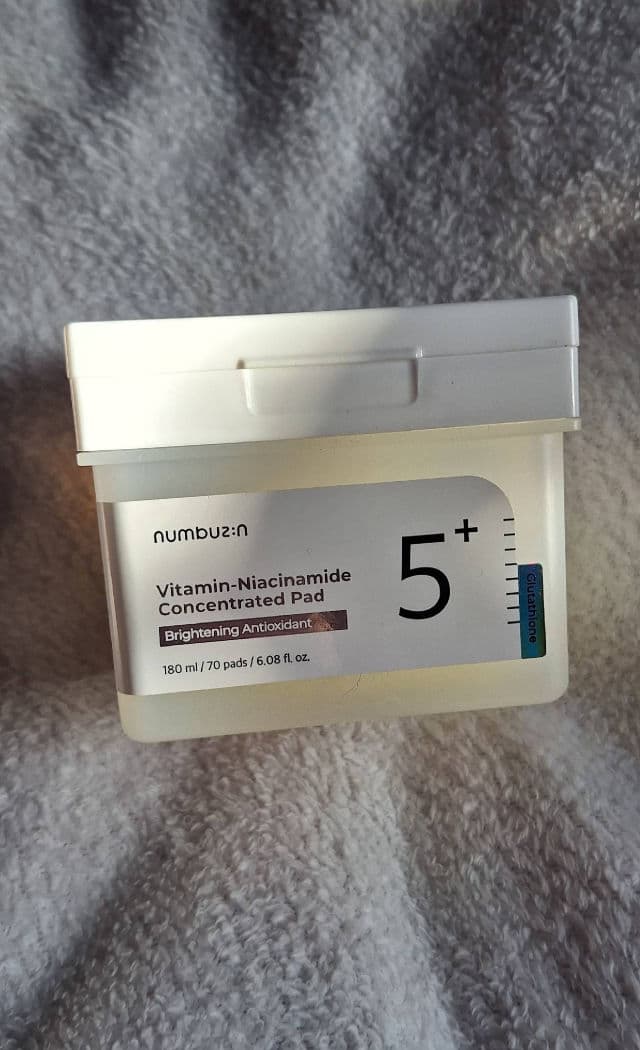 numbuz:n
5+
Vitamin-Niacinamide
Concentrated Pad
Brightening Antioxidant
180 ml / 70 pads / 6.08 fl. oz.
Glutathione